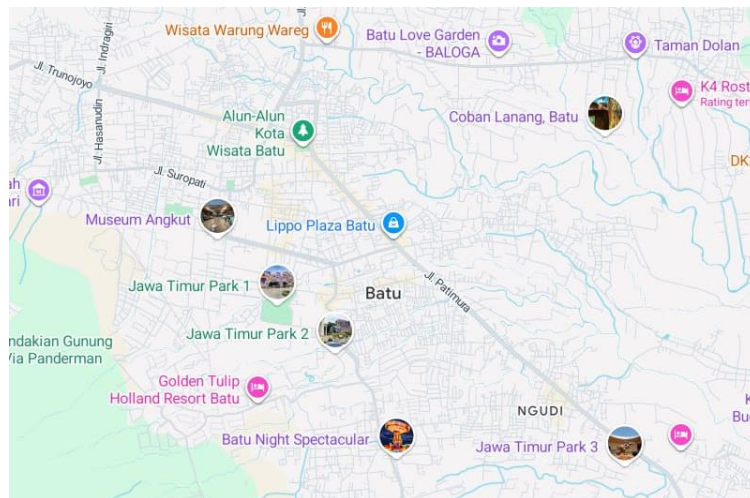 Wisata Warung Wareg
Batu Love Garden
- BALOGA
Taman Dolan
Jl. Indragiri
Jl. Trunojoyo
K4 Rost
Rating ter
Alun-Alun
Kota
Wisata Batu
Coban Lanang, Batu
Jl. Hasanudin
DK
Jl. Suropati
ah
ari
Museum Angkut
Lippo Plaza Batu
Jawa Timur Park 1
Batu
Jl. Patimura
Jawa Timur Park 2
ndakian Gunung
Via Panderman
Golden Tulip
Holland Resort Batu
NGUDI
K
Bu
Batu Night Spectacular
Jawa Timur Park 3